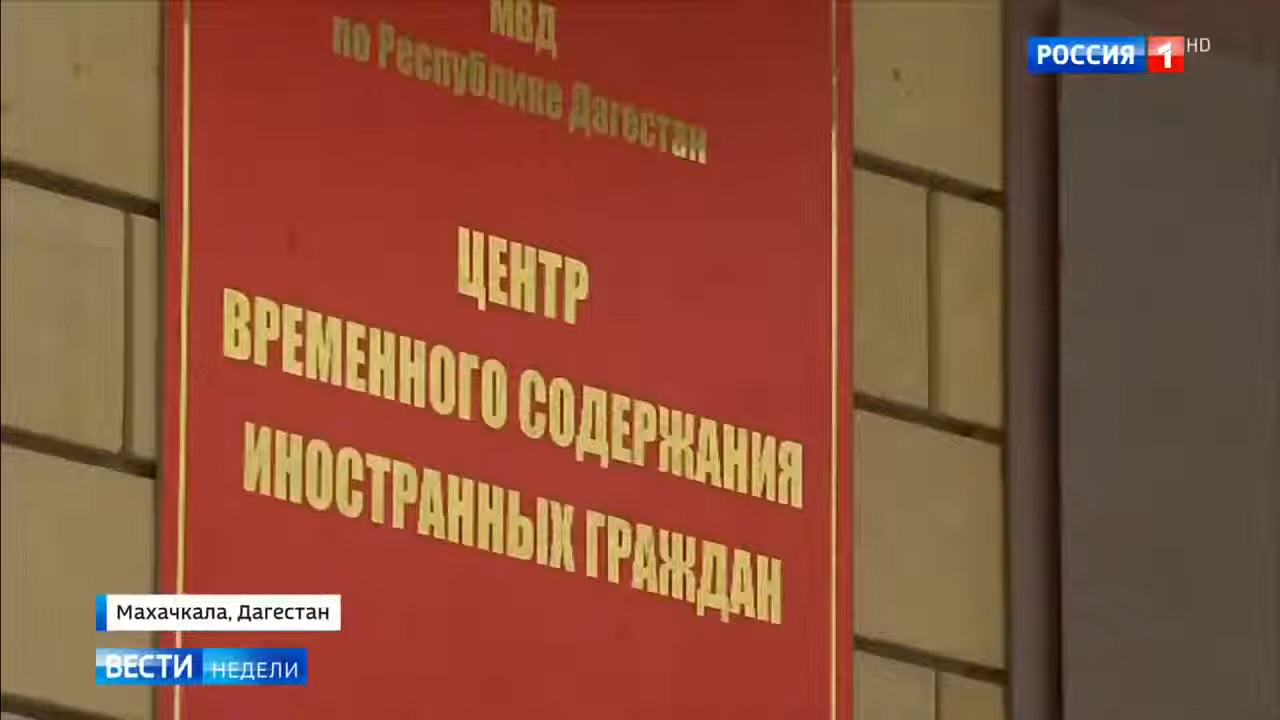 МВД
по Республике Дагестан
РОССИЯ 1 HD
ЦЕНТР
ВРЕМЕННОГО СОДЕРЖАНИЯ
ИНОСТРАННЫХ ГРАЖДАН
Махачкала, Дагестан
ВЕСТИ НЕДЕЛИ